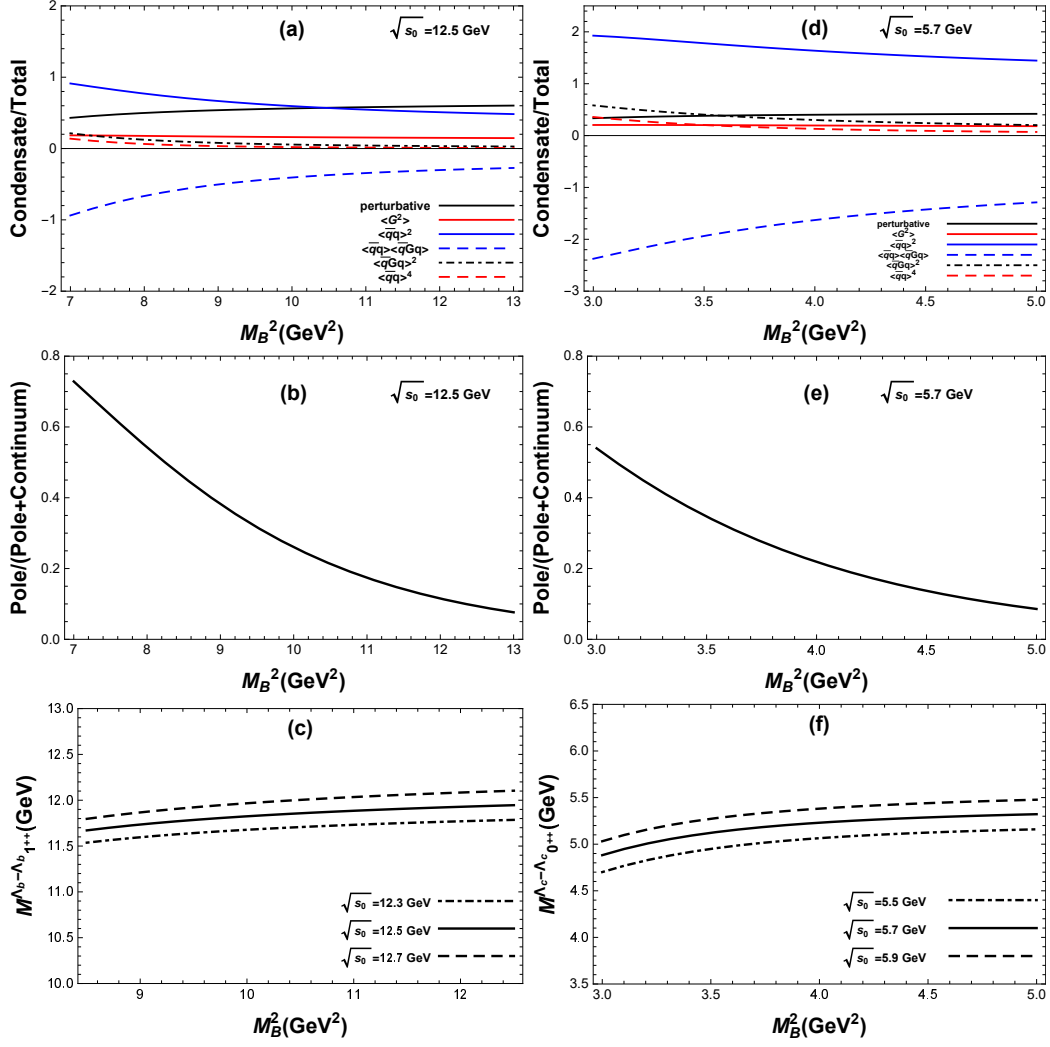 (a)
√s₀ =12.5 GeV
Condensate/Total
2
1
0
−1
−2
perturbative
<G²>
<q̅q>²
<q̅q><q̅Gq>
<q̅Gq>²
<q̅q>⁴
7 8 9 10 11 12 13
M_B²(GeV²)
(d)
√s₀ =5.7 GeV
Condensate/Total
2
1
0
−1
−2
−3
perturbative
<G²>
<q̅q>²
<q̅q><q̅Gq>
<q̅Gq>²
<q̅q>⁴
3.0 3.5 4.0 4.5 5.0
M_B²(GeV²)
(b)
√s₀ =12.5 GeV
Pole/(Pole+Continuum)
0.8
0.6
0.4
0.2
0.0
7 8 9 10 11 12 13
M_B²(GeV²)
(e)
√s₀ =5.7 GeV
Pole/(Pole+Continuum)
0.8
0.6
0.4
0.2
0.0
3.0 3.5 4.0 4.5 5.0
M_B²(GeV²)
(c)
M^Λb−Λb 1⁺⁺(GeV)
13.0
12.5
12.0
11.5
11.0
10.5
10.0
√s₀ =12.3 GeV
√s₀ =12.5 GeV
√s₀ =12.7 GeV
9 10 11 12
M_B²(GeV²)
(f)
M^Λc−Λc 0⁺⁺(GeV)
6.5
6.0
5.5
5.0
4.5
4.0
3.5
√s₀ =5.5 GeV
√s₀ =5.7 GeV
√s₀ =5.9 GeV
3.0 3.5 4.0 4.5 5.0
M_B²(GeV²)